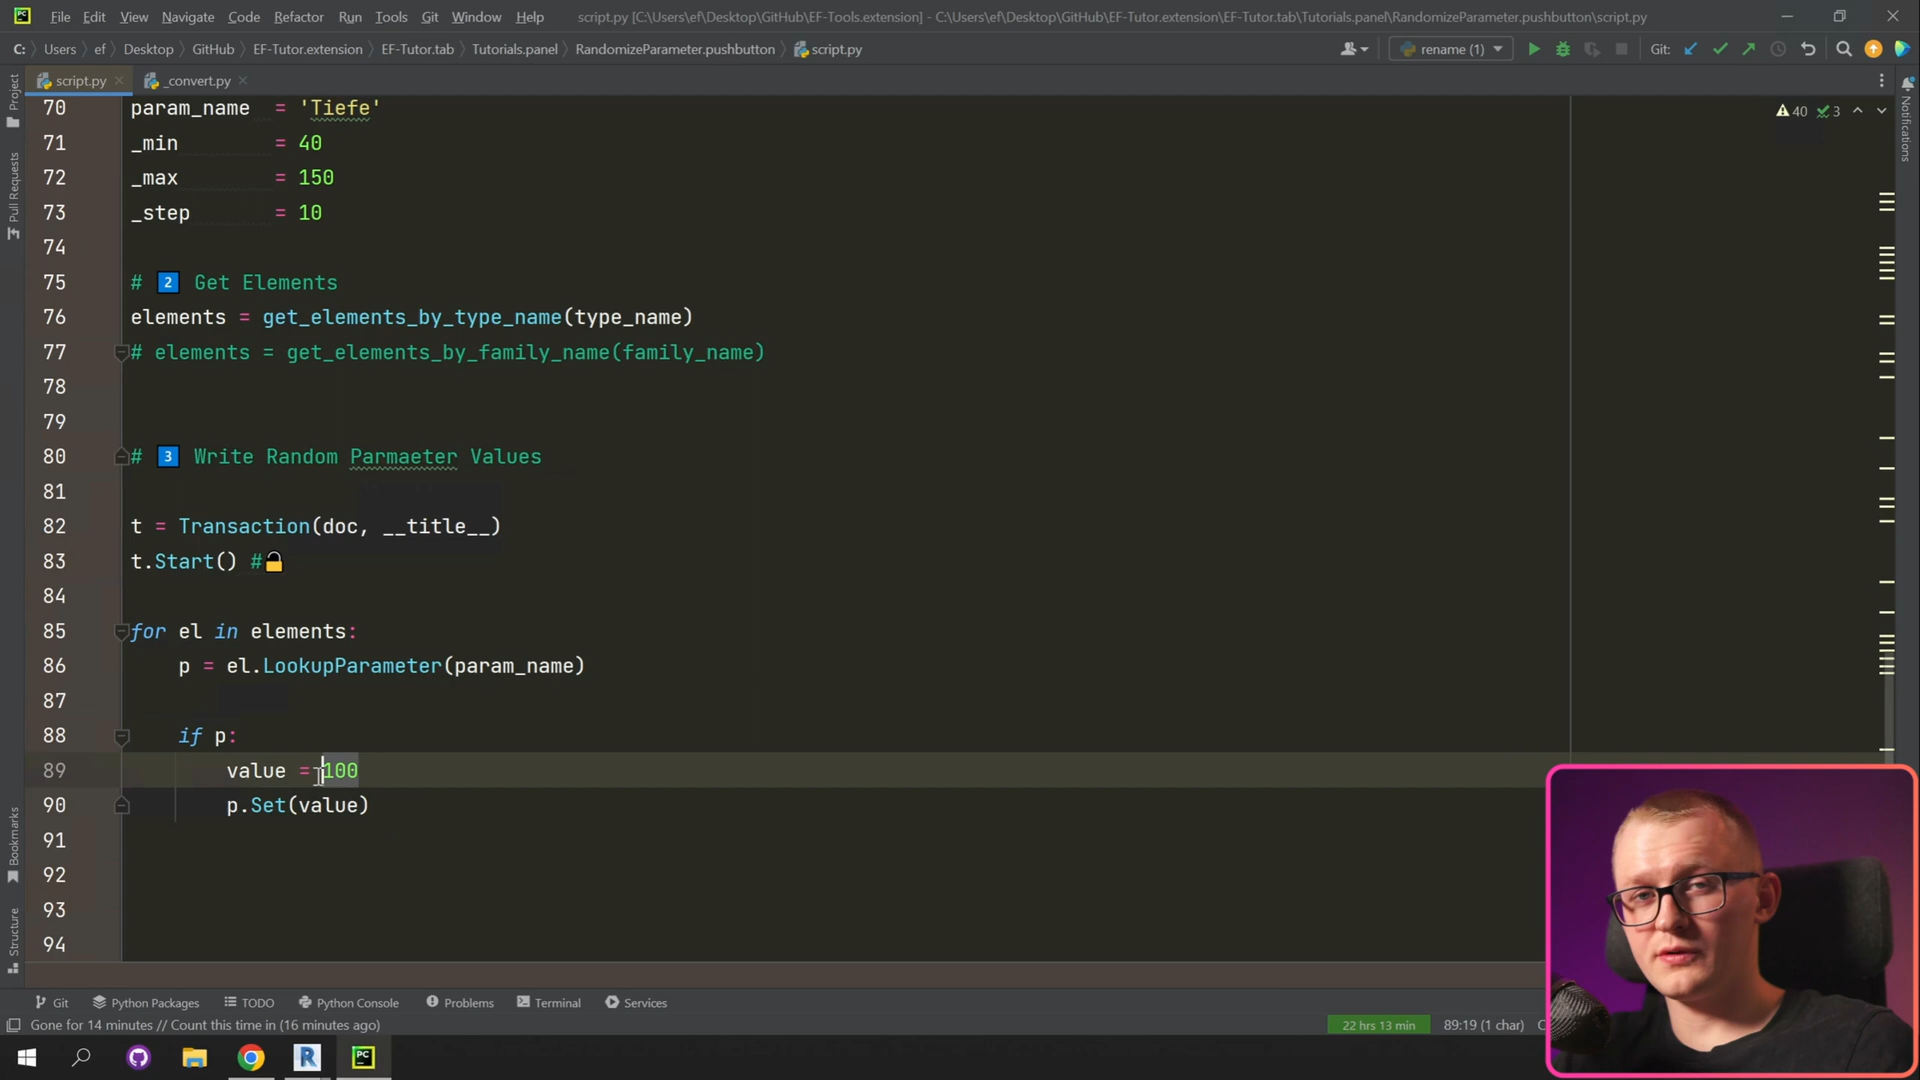 File Edit View Navigate Code Refactor Run Tools Git Window Help script.py [C:\Users\ef\Desktop\GitHub\EF-Tools.extension] - C:\Users\ef\Desktop\GitHub\EF-Tutor.extension\EF-Tutor.tab\Tutorials.panel\RandomizeParameter.pushbutton\script.py
C: Users ef Desktop GitHub EF-Tutor.extension EF-Tutor.tab Tutorials.panel RandomizeParameter.pushbutton script.py rename (1) Git:
script.py _convert.py
Project
Pull Requests
Bookmarks
Structure
Notifications
40 3
70 param_name = 'Tiefe'
71 _min = 40
72 _max = 150
73 _step = 10
74
75 # 2 Get Elements
76 elements = get_elements_by_type_name(type_name)
77 # elements = get_elements_by_family_name(family_name)
78
79
80 # 3 Write Random Parmaeter Values
81
82 t = Transaction(doc, __title__)
83 t.Start() #🔓
84
85 for el in elements:
86 p = el.LookupParameter(param_name)
87
88 if p:
89 value = 100
90 p.Set(value)
91
92
93
94
Git Python Packages TODO Python Console Problems Terminal Services
Gone for 14 minutes // Count this time in (16 minutes ago) 22 hrs 13 min 89:19 (1 char)
R PC